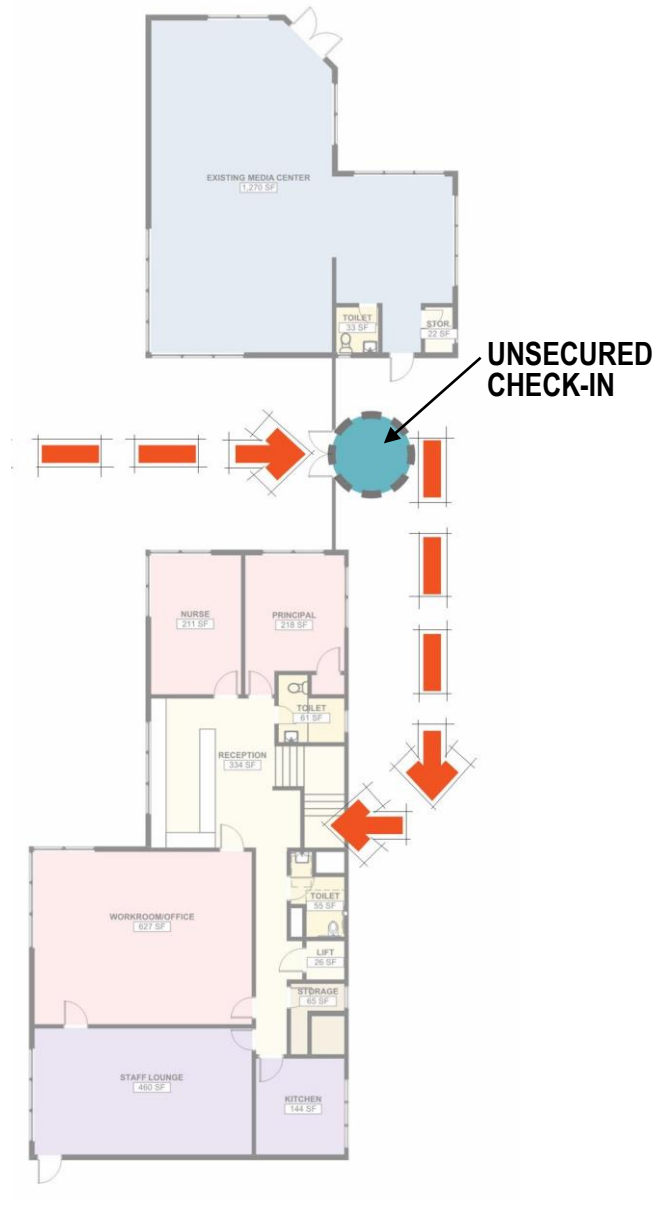 EXISTING MEDIA CENTER
1,270 SF
TOILET
33 SF
STOR.
22 SF
UNSECURED
CHECK-IN
NURSE
211 SF
PRINCIPAL
218 SF
TOILET
61 SF
RECEPTION
334 SF
WORKROOM/OFFICE
627 SF
TOILET
55 SF
LIFT
26 SF
STORAGE
65 SF
STAFF LOUNGE
460 SF
KITCHEN
144 SF